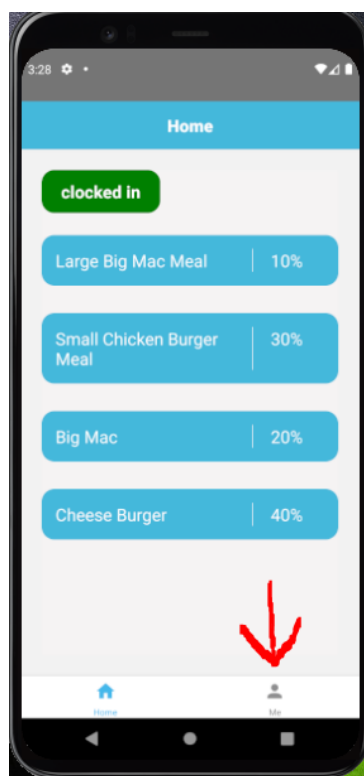 3:28
Home
clocked in
Large Big Mac Meal 10%
Small Chicken Burger 30%
Meal
Big Mac 20%
Cheese Burger 40%
Home Me